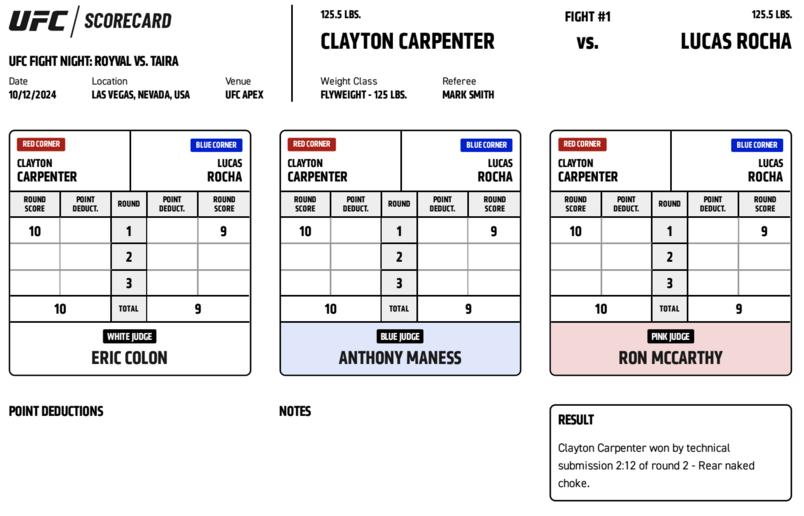 UFC SCORECARD
UFC FIGHT NIGHT: ROYVAL VS. TAIRA
Date Location Venue
10/12/2024 LAS VEGAS, NEVADA, USA UFC APEX
125.5 LBS. FIGHT #1 125.5 LBS.
CLAYTON CARPENTER vs. LUCAS ROCHA
Weight Class Referee
FLYWEIGHT - 125 LBS. MARK SMITH
RED CORNER BLUE CORNER
CLAYTON LUCAS
CARPENTER ROCHA
ROUND POINT ROUND POINT ROUND
SCORE DEDUCT. DEDUCT. SCORE
10 1 9
2
3
10 TOTAL 9
WHITE JUDGE
ERIC COLON
RED CORNER BLUE CORNER
CLAYTON LUCAS
CARPENTER ROCHA
ROUND POINT ROUND POINT ROUND
SCORE DEDUCT. DEDUCT. SCORE
10 1 9
2
3
10 TOTAL 9
BLUE JUDGE
ANTHONY MANESS
RED CORNER BLUE CORNER
CLAYTON LUCAS
CARPENTER ROCHA
ROUND POINT ROUND POINT ROUND
SCORE DEDUCT. DEDUCT. SCORE
10 1 9
2
3
10 TOTAL 9
PINK JUDGE
RON MCCARTHY
POINT DEDUCTIONS
NOTES
RESULT
Clayton Carpenter won by technical
submission 2:12 of round 2 - Rear naked
choke.